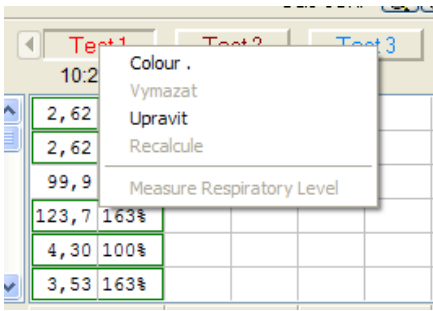 Test 1 Test 2 Test 3
10:2
Colour .
Vymazat
Upravit
Recalcule
Measure Respiratory Level
2,62
2,62
99,9
123,7 163%
4,30 100%
3,53 163%